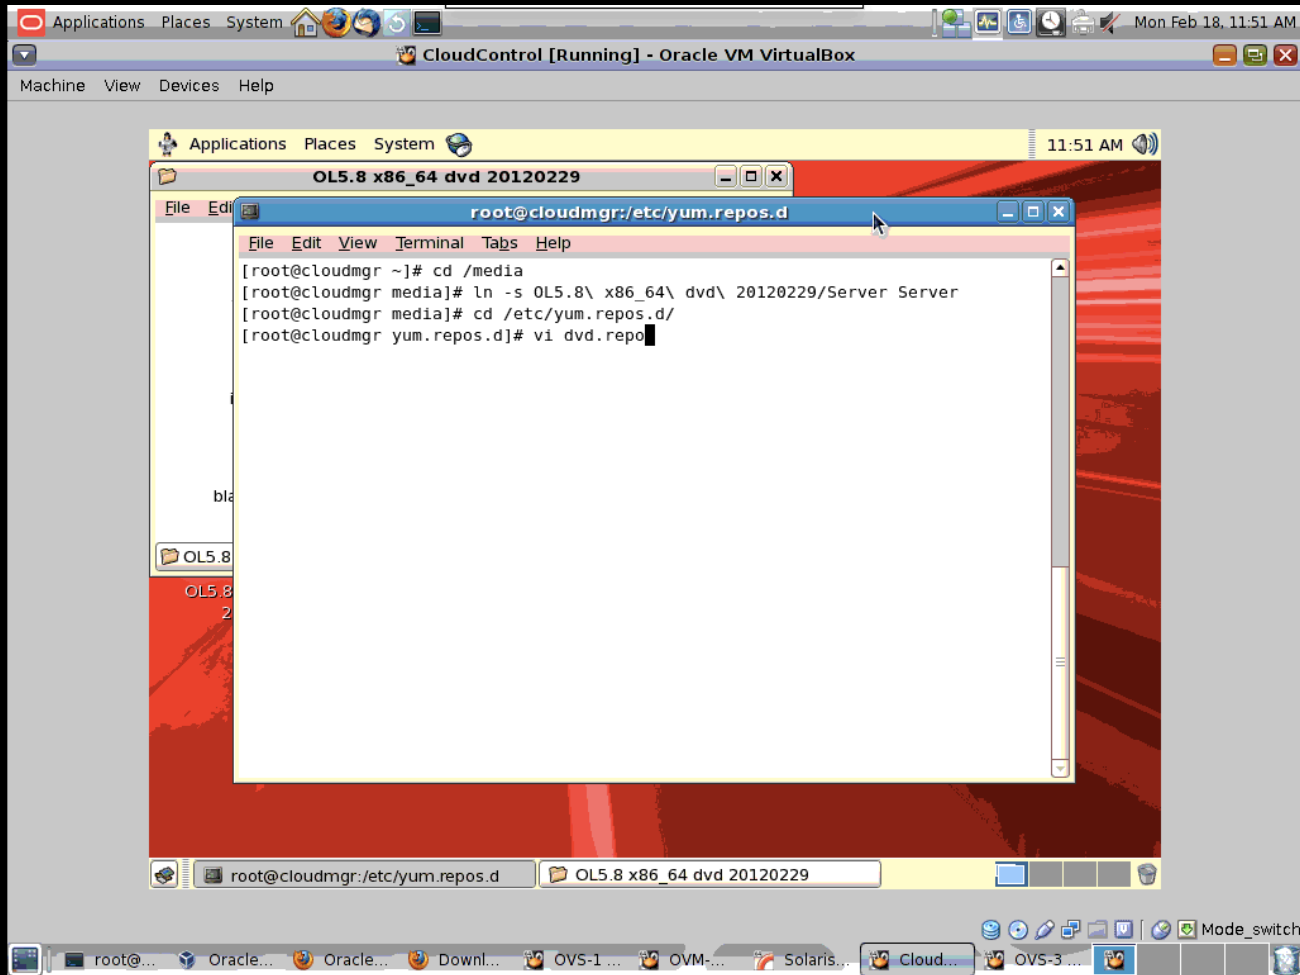 Applications Places System Mon Feb 18, 11:51 AM
CloudControl [Running] - Oracle VM VirtualBox
Machine View Devices Help
Applications Places System 11:51 AM
OL5.8 x86_64 dvd 20120229
File Edi
root@cloudmgr:/etc/yum.repos.d
File Edit View Terminal Tabs Help
[root@cloudmgr ~]# cd /media
[root@cloudmgr media]# ln -s OL5.8\ x86_64\ dvd\ 20120229/Server Server
[root@cloudmgr media]# cd /etc/yum.repos.d/
[root@cloudmgr yum.repos.d]# vi dvd.repo
i
bla
OL5.8
OL5.8
2
root@cloudmgr:/etc/yum.repos.d OL5.8 x86_64 dvd 20120229
Mode_switch
root@... Oracle... Oracle... Downl... OVS-1 ... OVM-... Solaris... Cloud... OVS-3 ...